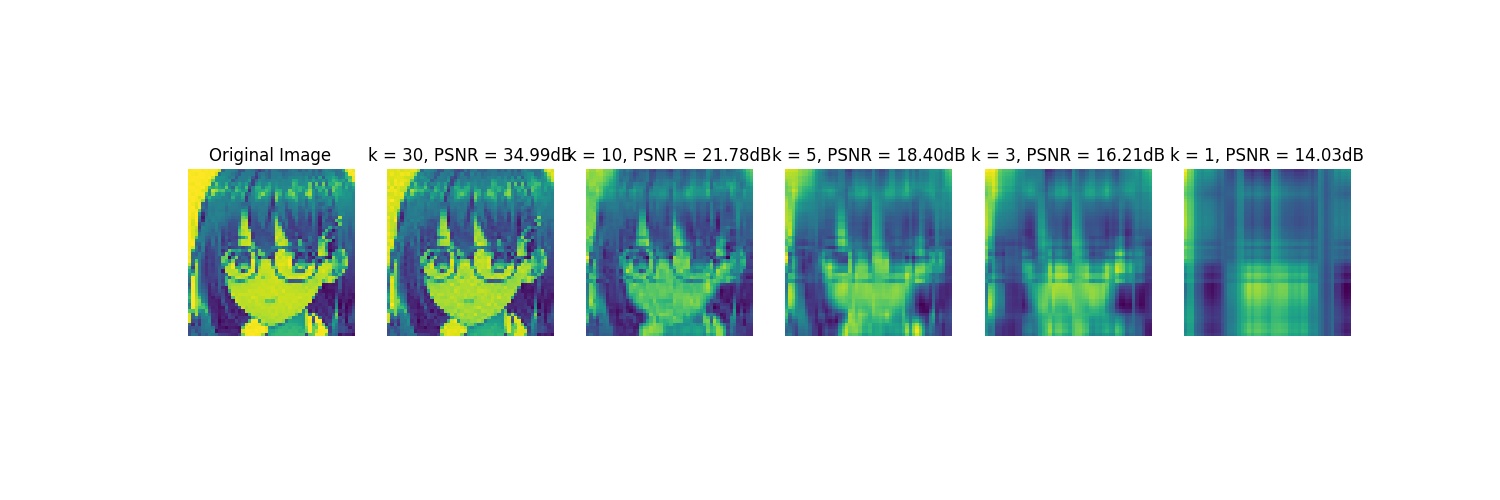 Original Image
k = 30, PSNR = 34.99dB
k = 10, PSNR = 21.78dB
k = 5, PSNR = 18.40dB
k = 3, PSNR = 16.21dB
k = 1, PSNR = 14.03dB